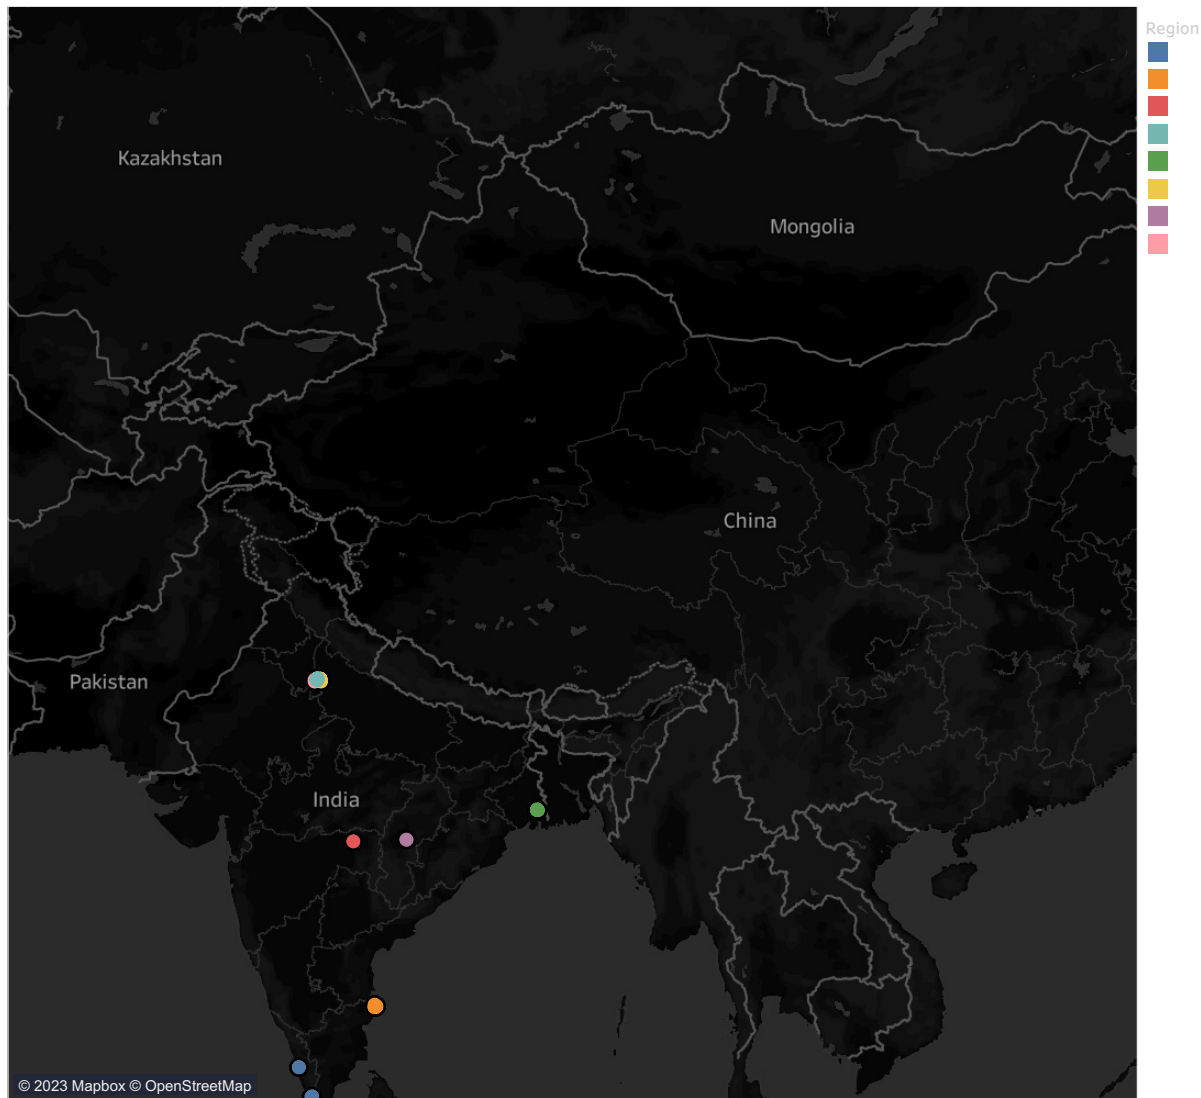 Region
Kazakhstan
Mongolia
China
Pakistan
India
© 2023 Mapbox © OpenStreetMap